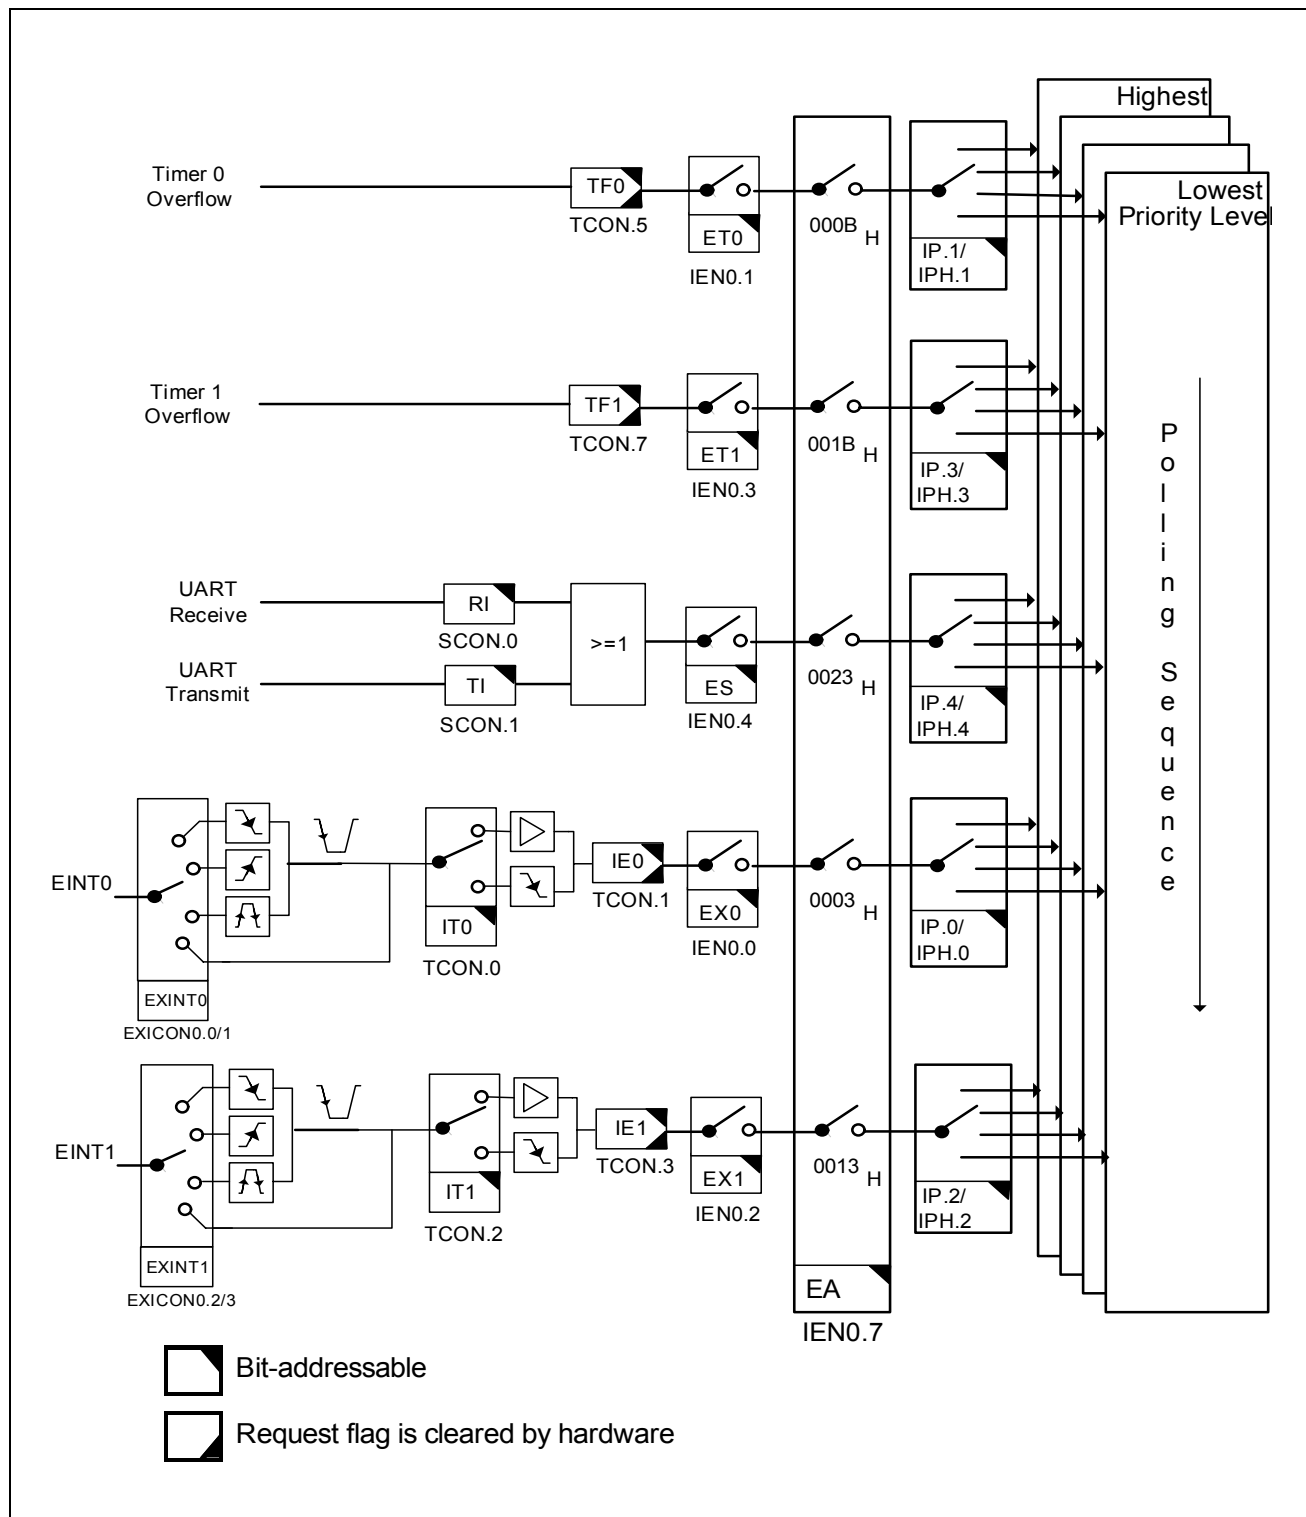 Highest
Lowest
Priority Level
Timer 0
Overflow
TF0
TCON.5
ET0
IEN0.1
000B H
IP.1/
IPH.1
Timer 1
Overflow
TF1
TCON.7
ET1
IEN0.3
001B H
IP.3/
IPH.3
Polling Sequence
UART
Receive
RI
SCON.0
UART
Transmit
TI
SCON.1
>=1
ES
IEN0.4
0023 H
IP.4/
IPH.4
EINT0
EXINT0
EXICON0.0/1
IT0
TCON.0
IE0
TCON.1
EX0
IEN0.0
0003 H
IP.0/
IPH.0
EINT1
EXINT1
EXICON0.2/3
IT1
TCON.2
IE1
TCON.3
EX1
IEN0.2
0013 H
IP.2/
IPH.2
EA
IEN0.7
Bit-addressable
Request flag is cleared by hardware